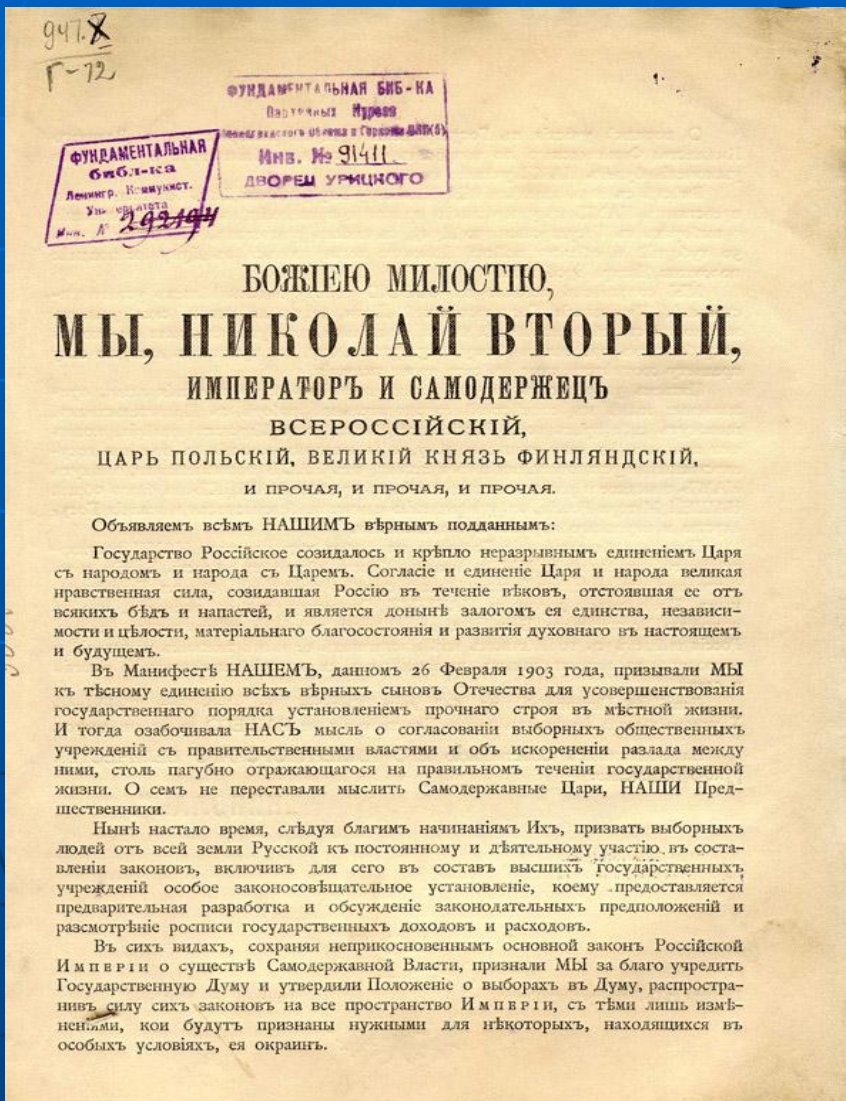 947.X
Г-72
ФУНДАМЕНТАЛЬНАЯ БИБ-КА
Партийных Курсов
Инв. № 91411
ДВОРЕЦ УРИЦКОГО
ФУНДАМЕНТАЛЬНАЯ
библ-ка
Ленингр. Коммунист.
Университета
Инв. № 292194
БОЖІЕЮ МИЛОСТІЮ,
МЫ, НИКОЛАЙ ВТОРЫЙ,
ИМПЕРАТОРЪ И САМОДЕРЖЕЦЪ
ВСЕРОССІЙСКІЙ,
ЦАРЬ ПОЛЬСКІЙ, ВЕЛИКІЙ КНЯЗЬ ФИНЛЯНДСКІЙ,
И ПРОЧАЯ, И ПРОЧАЯ, И ПРОЧАЯ.
Объявляемъ всѣмъ НАШИМЪ вѣрнымъ подданнымъ:
Государство Россійское созидалось и крѣпло неразрывнымъ единеніемъ Царя
съ народомъ и народа съ Царемъ. Согласіе и единеніе Царя и народа великая
нравственная сила, созидавшая Россію въ теченіе вѣковъ, отстоявшая ее отъ
всякихъ бѣдъ и напастей, и является донынѣ залогомъ ея единства, независи-
мости и цѣлости, матеріальнаго благосостоянія и развитія духовнаго въ настоящемъ
и будущемъ.
Въ Манифестѣ НАШЕМЪ, данномъ 26 Февраля 1903 года, призывали МЫ
къ тѣсному единенію всѣхъ вѣрныхъ сыновъ Отечества для усовершенствованія
государственнаго порядка установленіемъ прочнаго строя въ мѣстной жизни.
И тогда озабочивала НАСЪ мысль о согласованіи выборныхъ общественныхъ
учрежденій съ правительственными властями и объ искорененіи разлада между
ними, столь пагубно отражающагося на правильномъ теченіи государственной
жизни. О семъ не переставали мыслить Самодержавные Цари, НАШИ Пред-
шественники.
Нынѣ настало время, слѣдуя благимъ начинаніямъ Ихъ, призвать выборныхъ
людей отъ всей земли Русской къ постоянному и дѣятельному участію въ соста-
вленіи законовъ, включивъ для сего въ составъ высшихъ государственныхъ
учрежденій особое законосовѣщательное установленіе, коему предоставляется
предварительная разработка и обсужденіе законодательныхъ предположеній и
разсмотрѣніе росписи государственныхъ доходовъ и расходовъ.
Въ сихъ видахъ, сохраняя неприкосновеннымъ основной законъ Россійской
ИМПЕРІИ о существѣ Самодержавной Власти, признали МЫ за благо учредить
Государственную Думу и утвердили Положеніе о выборахъ въ Думу, распростра-
нивъ силу сихъ законовъ на все пространство ИМПЕРІИ, съ тѣми лишь измѣ-
неніями, кои будутъ признаны нужными для нѣкоторыхъ, находящихся въ
особыхъ условіяхъ, ея окраинъ.